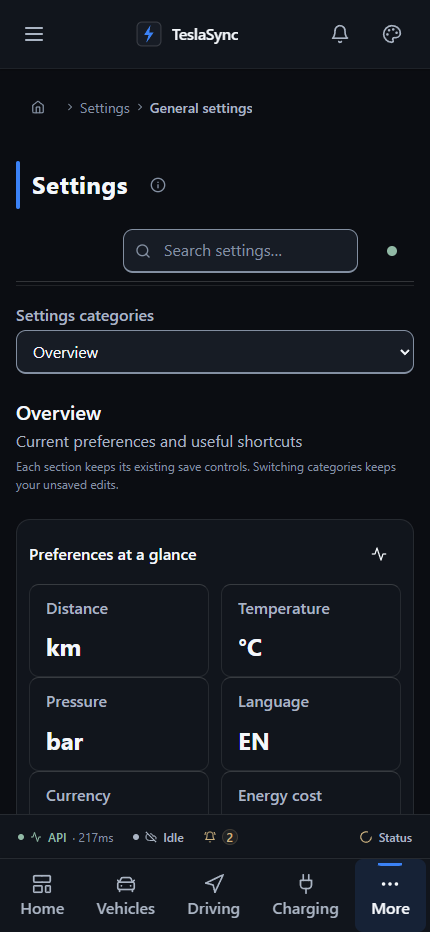 TeslaSync
Settings > General settings
Settings
Search settings...
Settings categories
Overview
Overview
Current preferences and useful shortcuts
Each section keeps its existing save controls. Switching categories keeps
your unsaved edits.
Preferences at a glance
Distance
km
Temperature
°C
Pressure
bar
Language
EN
Currency
Energy cost
API · 217ms
Idle
2
Status
Home
Vehicles
Driving
Charging
More